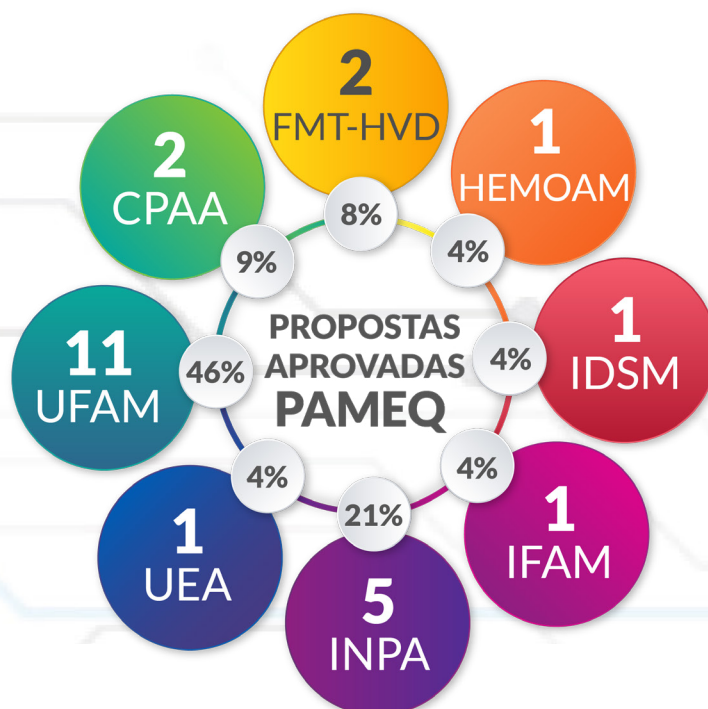 PROPOSTAS
APROVADAS
PAMEQ
2
FMT-HVD
8%
1
HEMOAM
4%
1
IDSM
4%
1
IFAM
4%
5
INPA
21%
1
UEA
4%
11
UFAM
46%
2
CPAA
9%